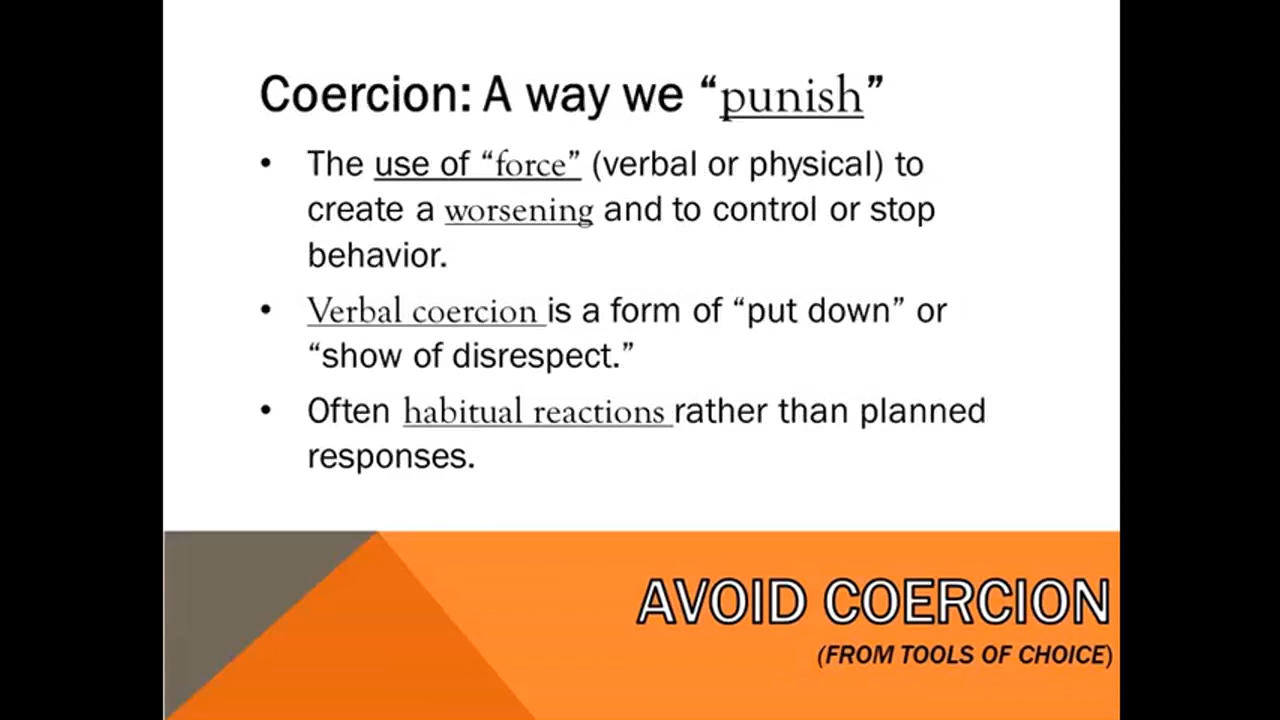 Coercion: A way we “punish”
• The use of “force” (verbal or physical) to
create a worsening and to control or stop
behavior.
• Verbal coercion is a form of “put down” or
“show of disrespect.”
• Often habitual reactions rather than planned
responses.
AVOID COERCION
(FROM TOOLS OF CHOICE)